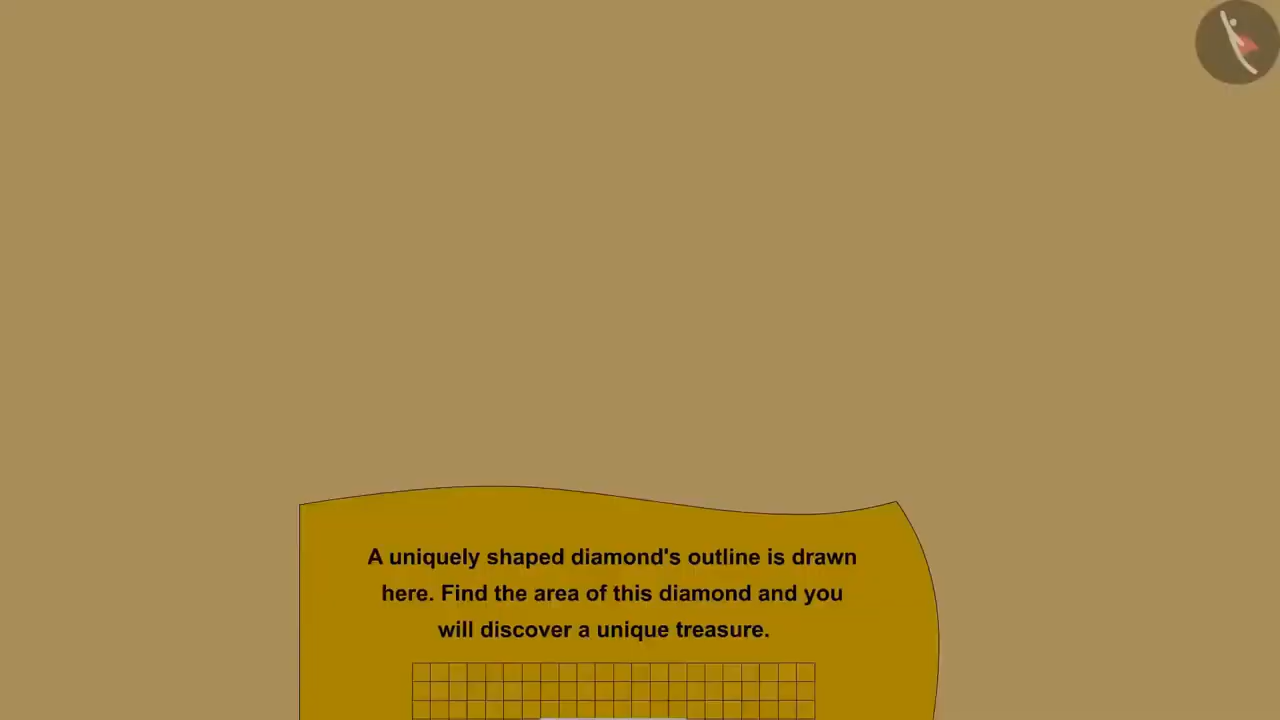 A uniquely shaped diamond's outline is drawn
here. Find the area of this diamond and you
will discover a unique treasure.